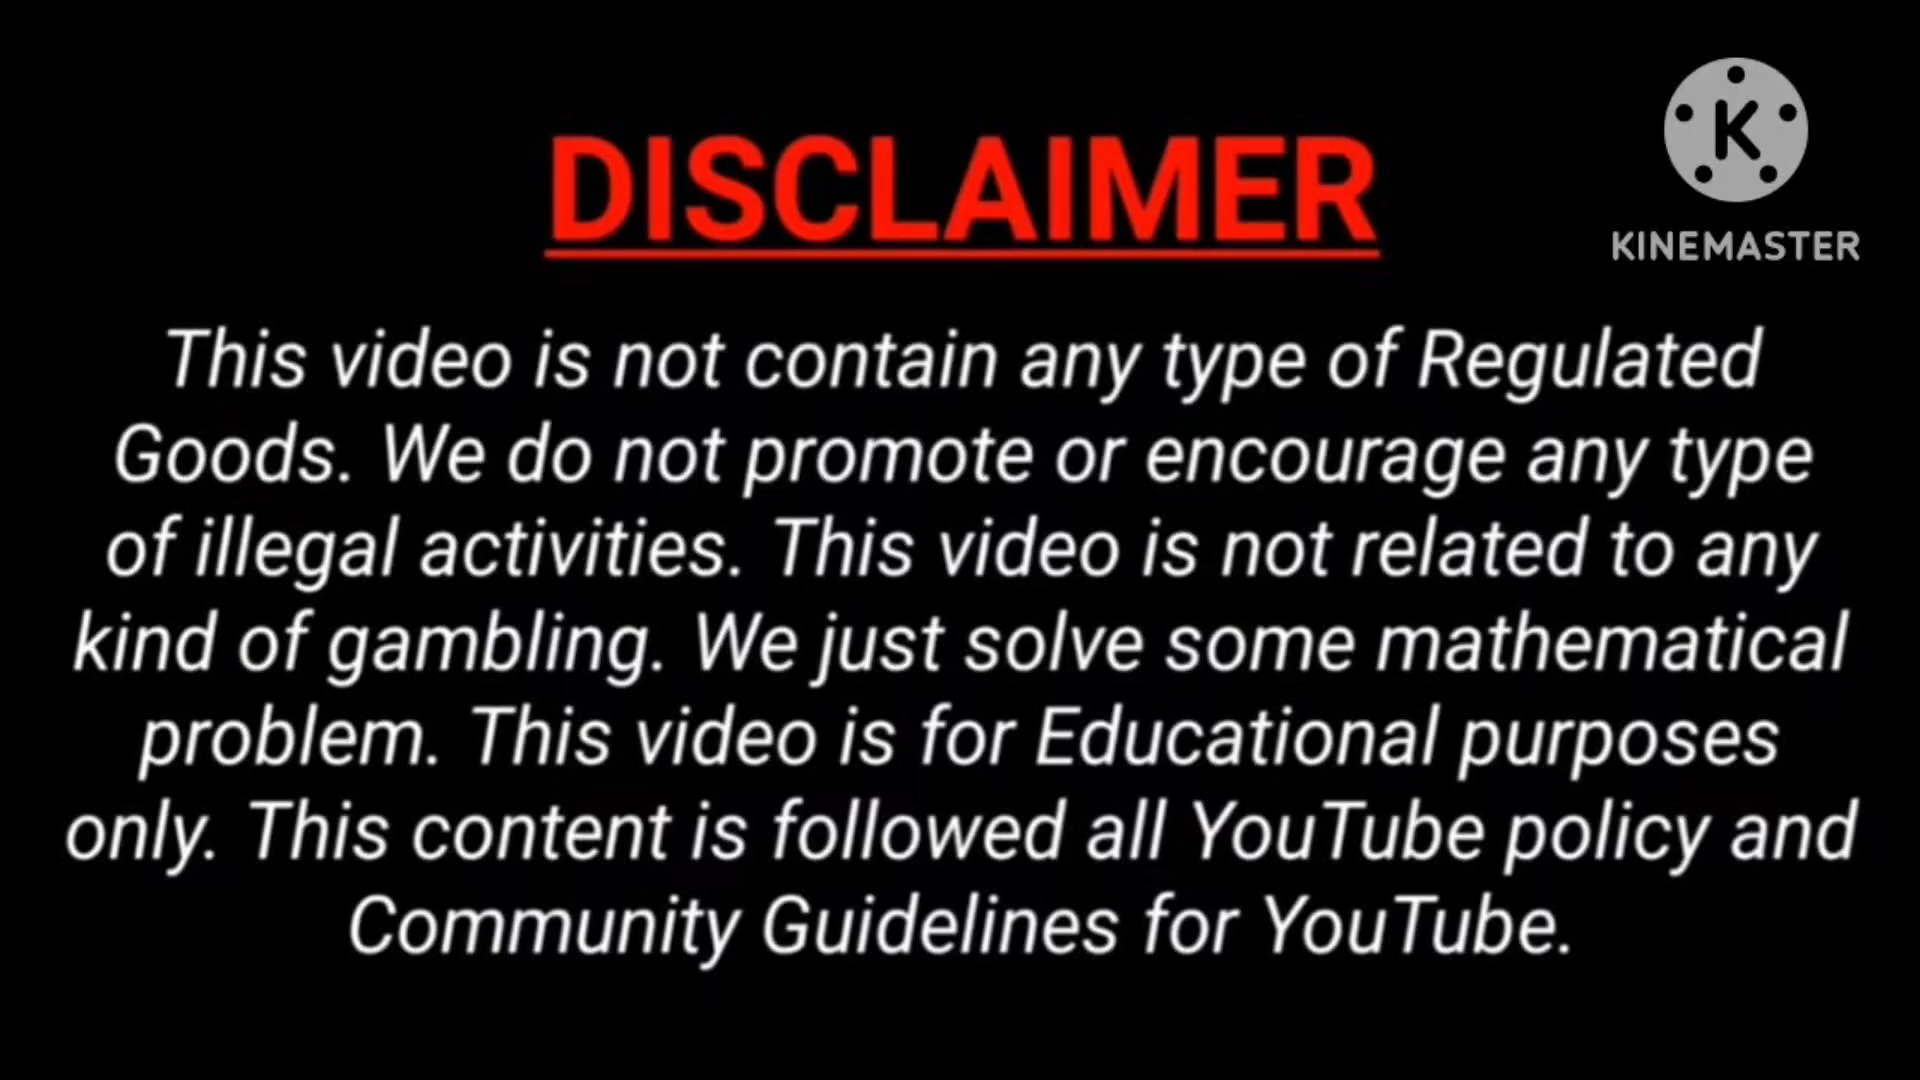 DISCLAIMER
K
KINEMASTER
This video is not contain any type of Regulated
Goods. We do not promote or encourage any type
of illegal activities. This video is not related to any
kind of gambling. We just solve some mathematical
problem. This video is for Educational purposes
only. This content is followed all YouTube policy and
Community Guidelines for YouTube.